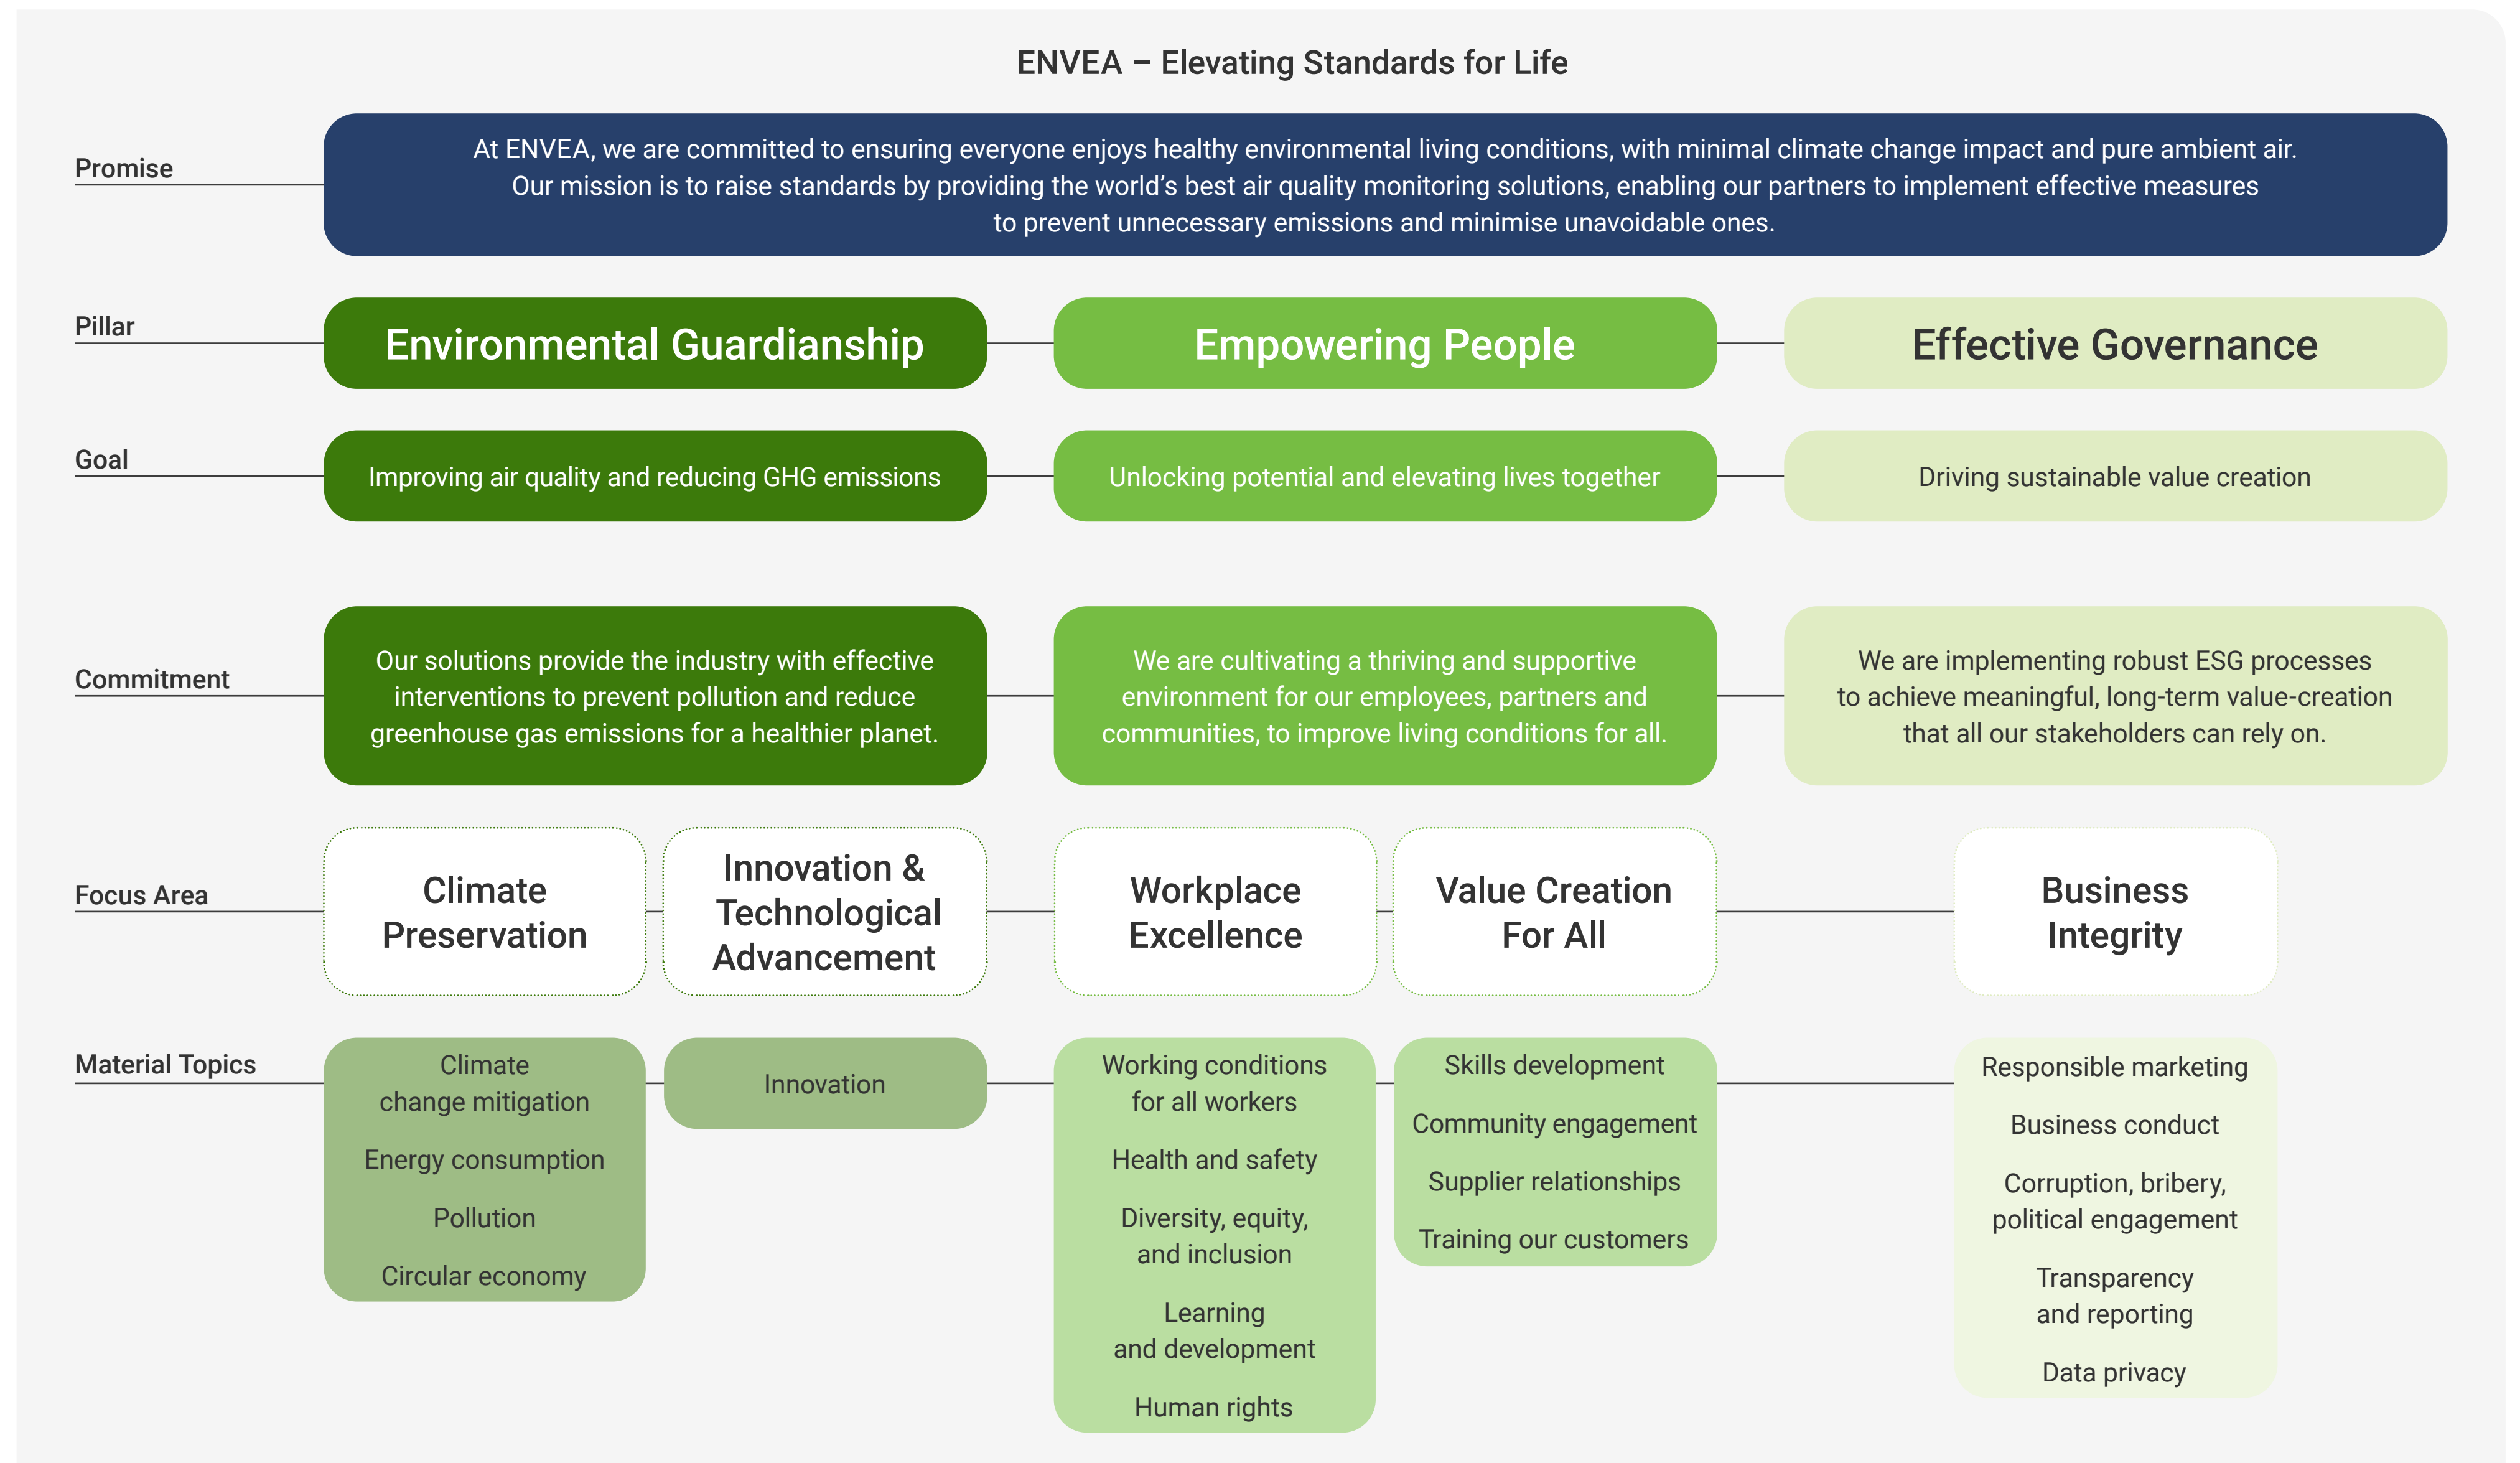 ENVEA – Elevating Standards for Life
Promise
At ENVEA, we are committed to ensuring everyone enjoys healthy environmental living conditions, with minimal climate change impact and pure ambient air.
Our mission is to raise standards by providing the world’s best air quality monitoring solutions, enabling our partners to implement effective measures
to prevent unnecessary emissions and minimise unavoidable ones.
Pillar
Environmental Guardianship
Empowering People
Effective Governance
Goal
Improving air quality and reducing GHG emissions
Unlocking potential and elevating lives together
Driving sustainable value creation
Commitment
Our solutions provide the industry with effective
interventions to prevent pollution and reduce
greenhouse gas emissions for a healthier planet.
We are cultivating a thriving and supportive
environment for our employees, partners and
communities, to improve living conditions for all.
We are implementing robust ESG processes
to achieve meaningful, long-term value-creation
that all our stakeholders can rely on.
Focus Area
Climate
Preservation
Innovation &
Technological
Advancement
Workplace
Excellence
Value Creation
For All
Business
Integrity
Material Topics
Climate
change mitigation
Energy consumption
Pollution
Circular economy
Innovation
Working conditions
for all workers
Health and safety
Diversity, equity,
and inclusion
Learning
and development
Human rights
Skills development
Community engagement
Supplier relationships
Training our customers
Responsible marketing
Business conduct
Corruption, bribery,
political engagement
Transparency
and reporting
Data privacy